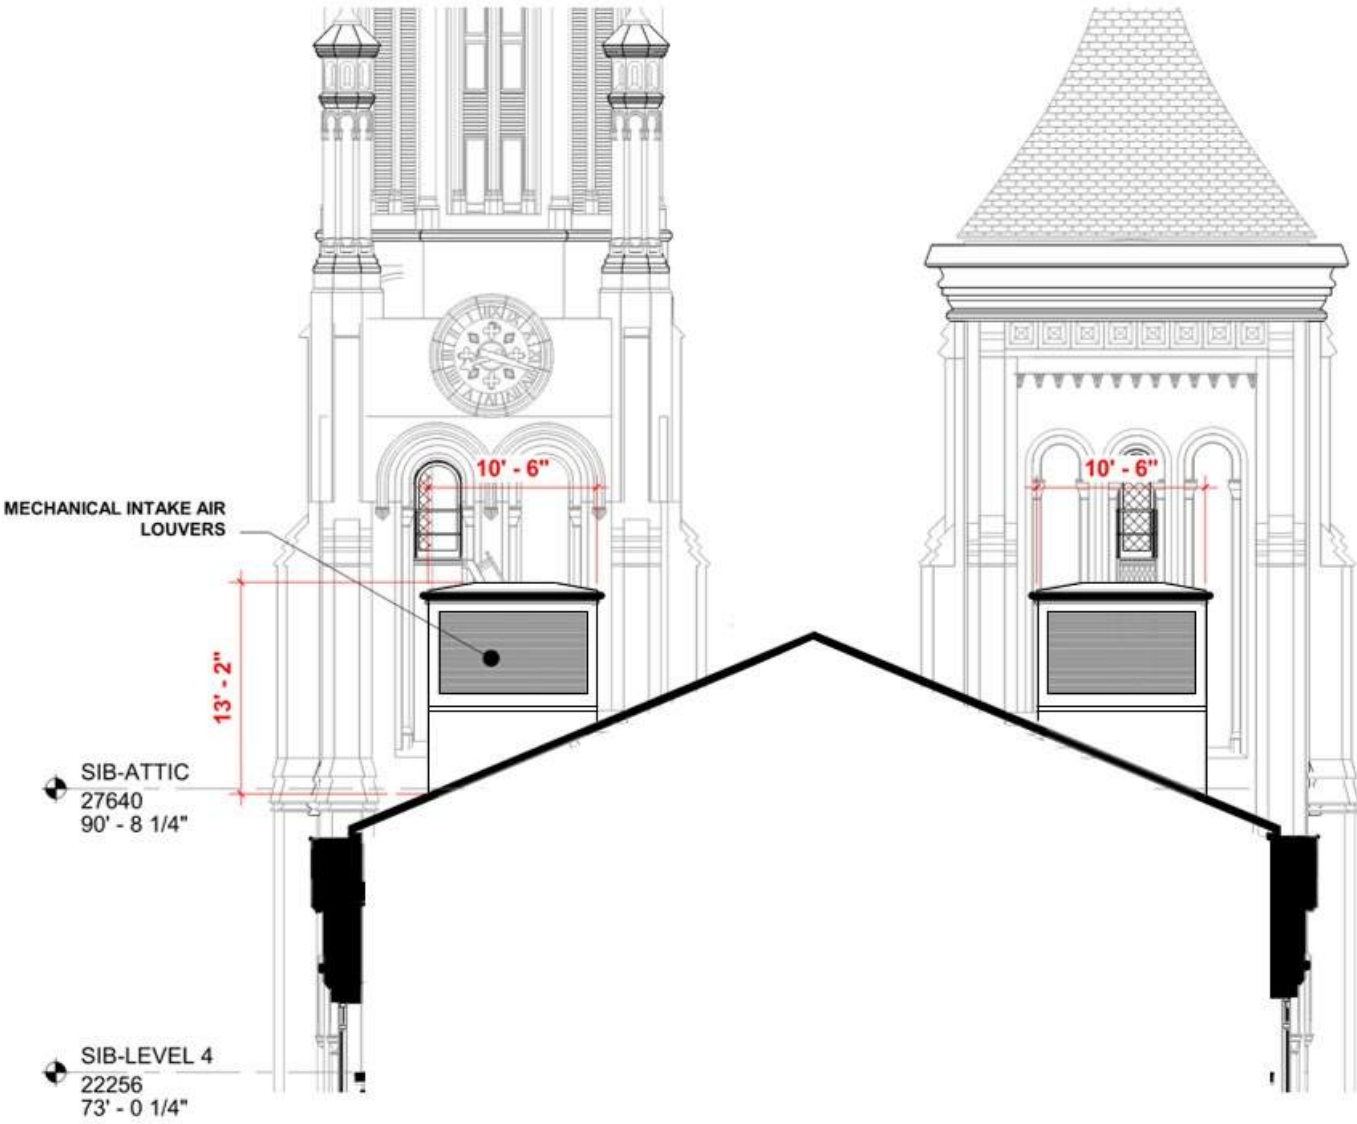 10' - 6"
10' - 6"
MECHANICAL INTAKE AIR
LOUVERS
13' - 2"
SIB-ATTIC
27640
90' - 8 1/4"
SIB-LEVEL 4
22256
73' - 0 1/4"